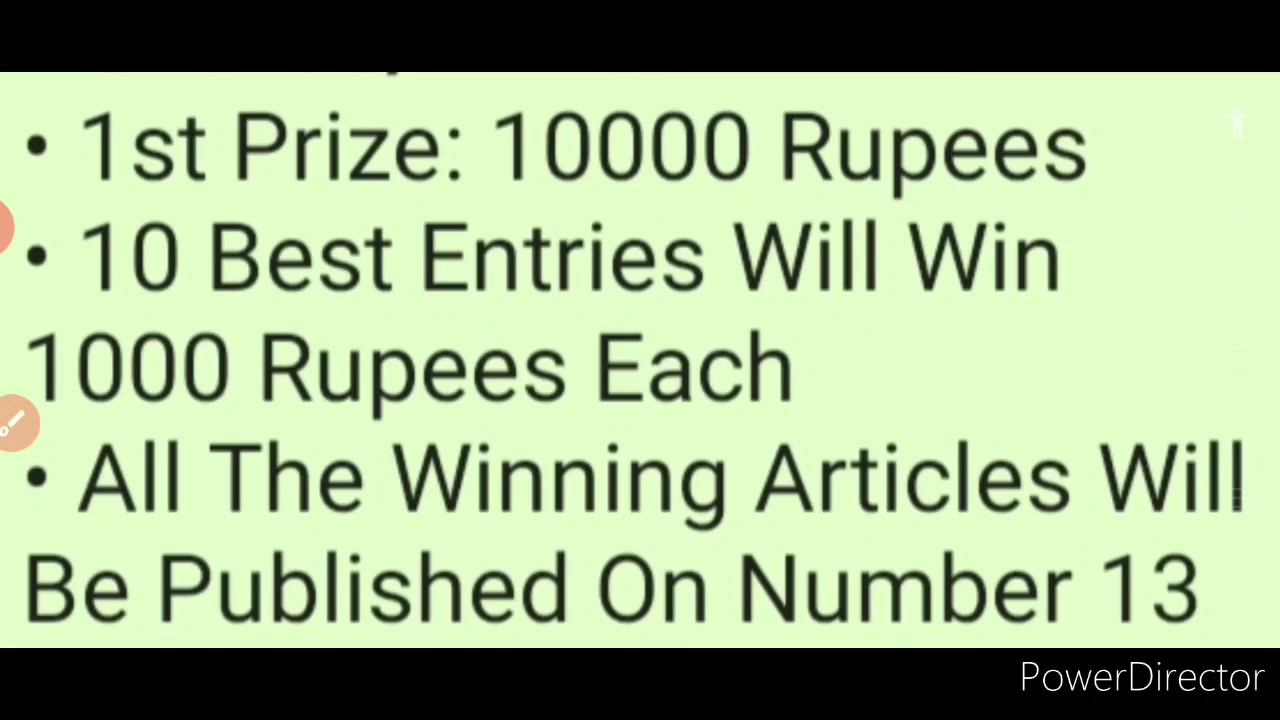 • 1st Prize: 10000 Rupees
• 10 Best Entries Will Win
1000 Rupees Each
• All The Winning Articles Will
Be Published On Number 13
PowerDirector